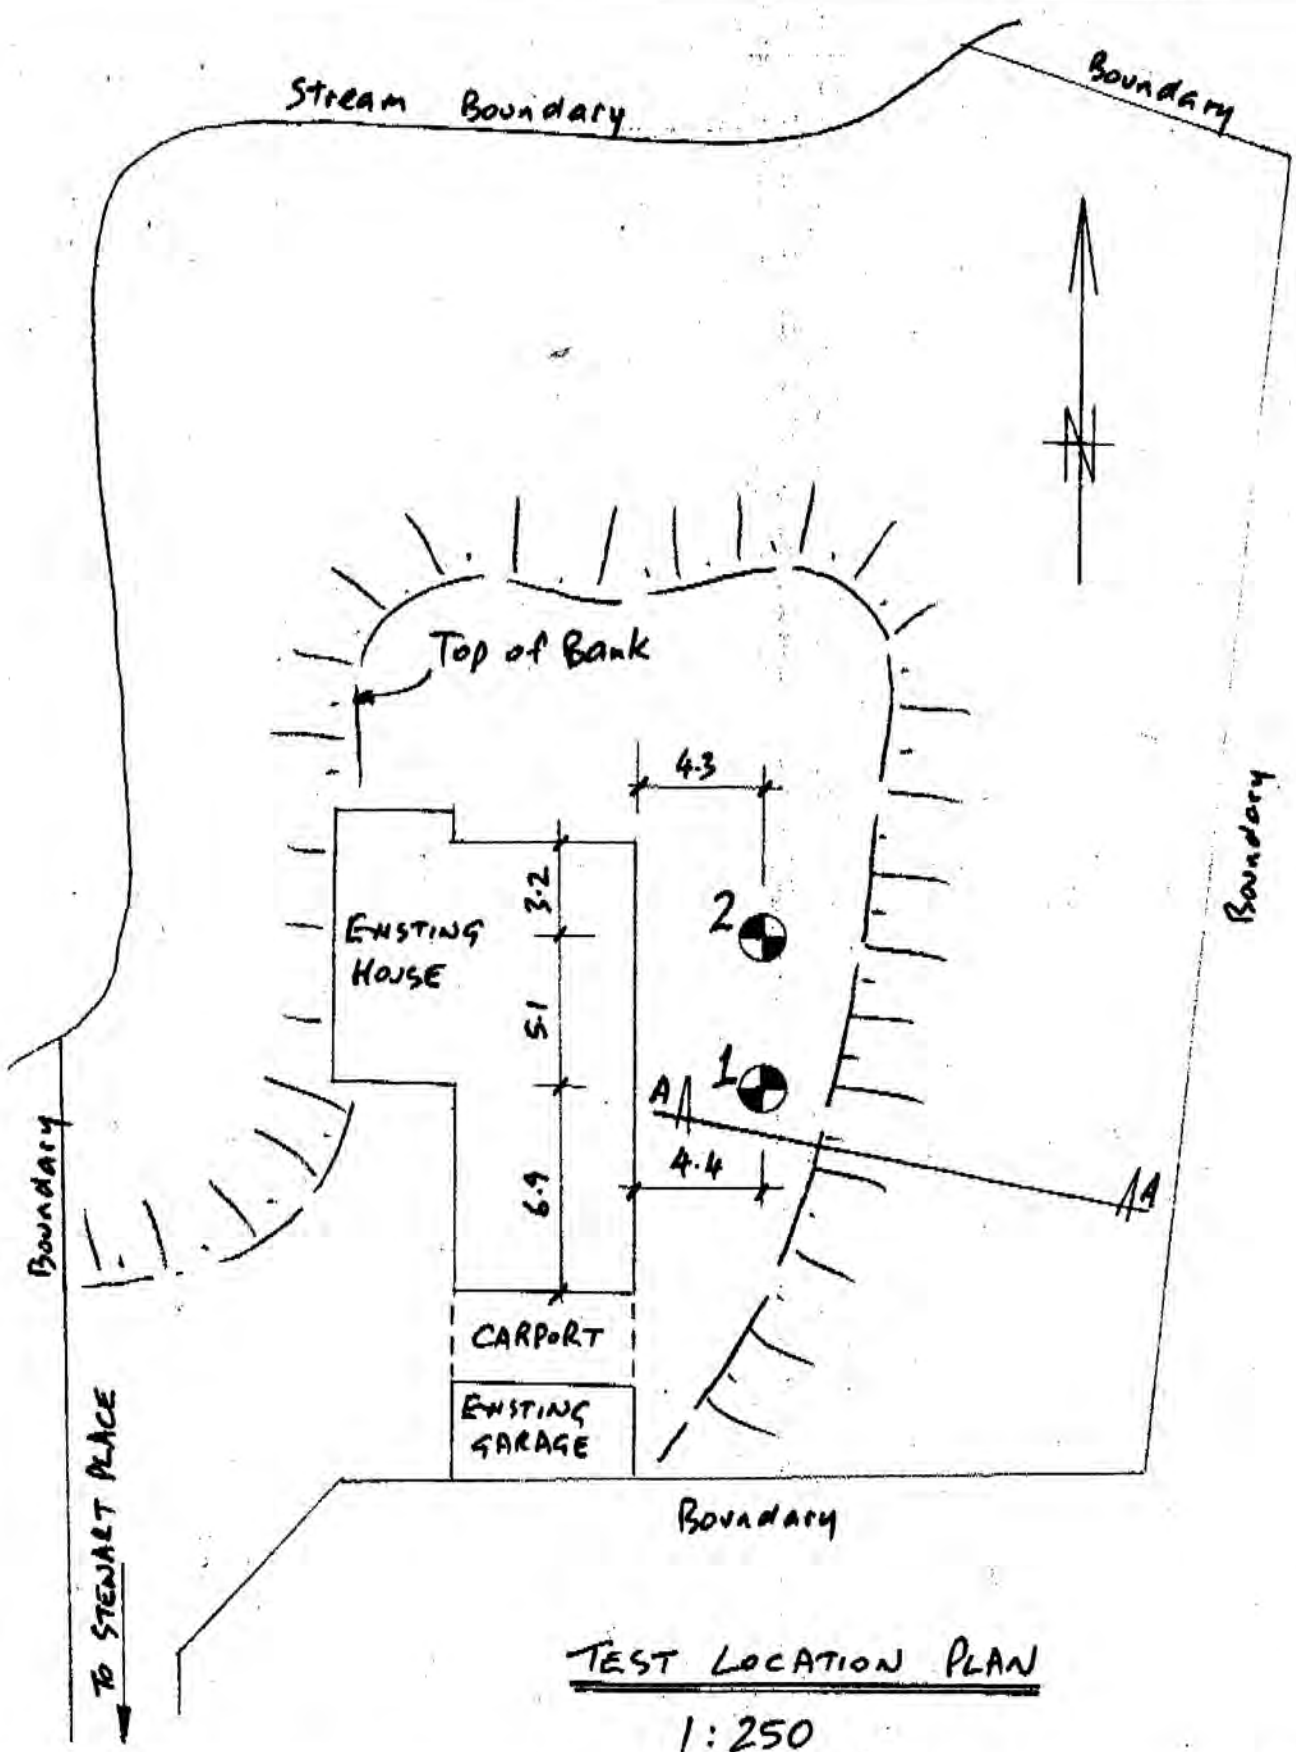 Stream Boundary
Boundary
N
Top of Bank
4.3
3.2
2
EXISTING
HOUSE
Boundary
5.1
1
A
A
4.4
6.9
Boundary
CARPORT
EXISTING
GARAGE
TO STEWART PLACE
Boundary
TEST LOCATION PLAN
1:250